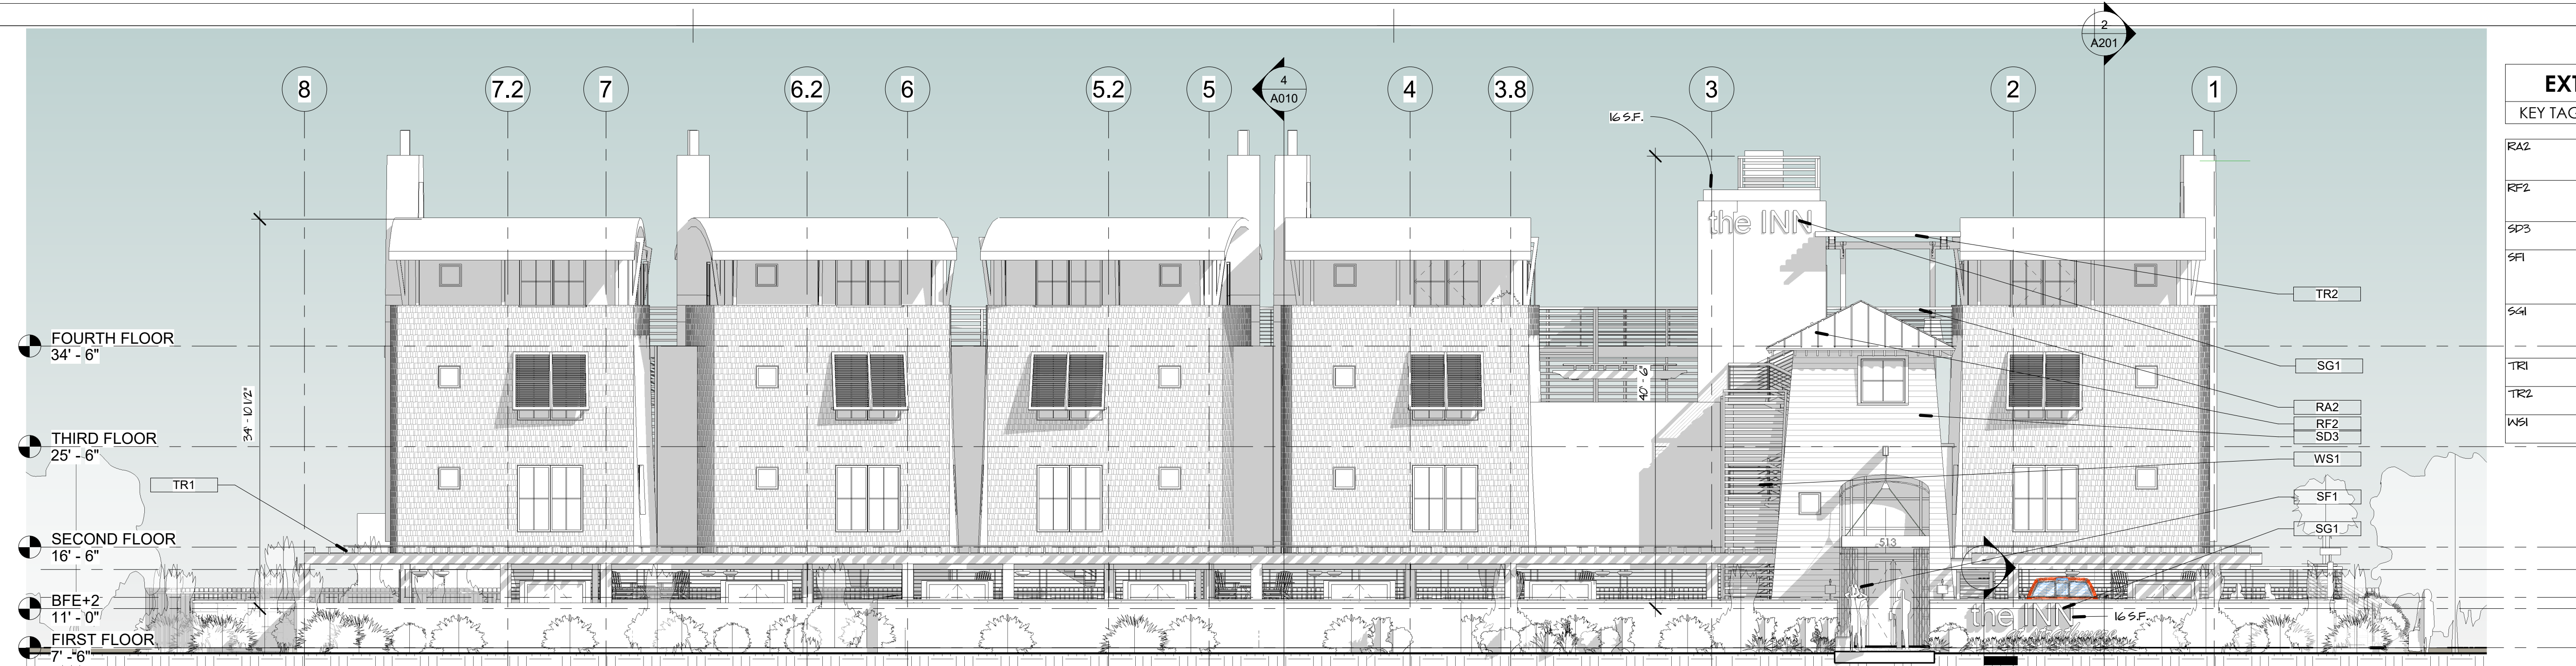 2
A201
8
7.2
7
6.2
6
5.2
5
4
A010
4
3.8
3
2
1
16 S.F.
EXT
KEY TAG
RA2
RF2
SD3
SF1
SG1
TR1
TR2
WS1
the INN
TR2
FOURTH FLOOR
34' - 6"
SG1
34' - 10 1/2"
40' - 6"
RA2
RF2
SD3
THIRD FLOOR
25' - 6"
WS1
TR1
SF1
SG1
SECOND FLOOR
16' - 6"
513
BFE+2
11' - 0"
the INN
16 S.F.
FIRST FLOOR
7' - 6"